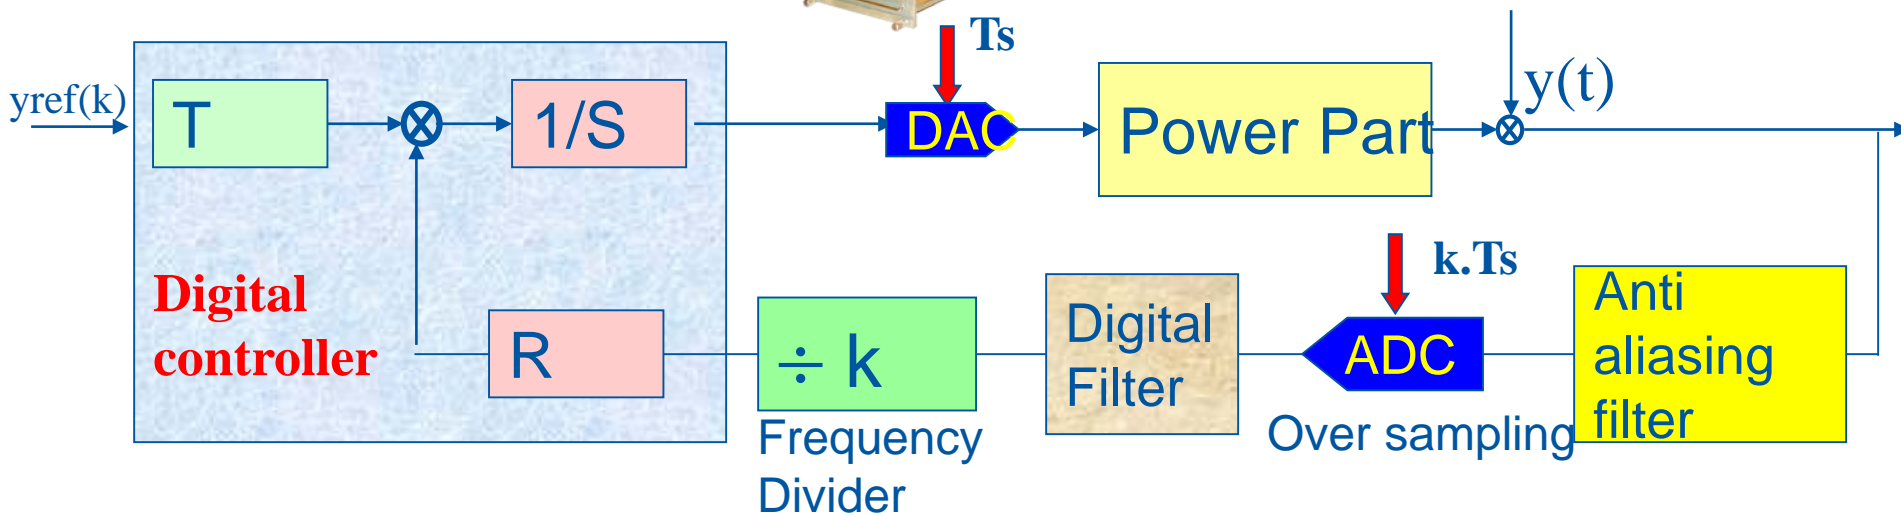 Ts
yref(k)
T
1/S
DAC
Power Part
y(t)
Digital
controller
R
÷ k
Frequency
Divider
Digital
Filter
k.Ts
ADC
Over sampling
Anti
aliasing
filter